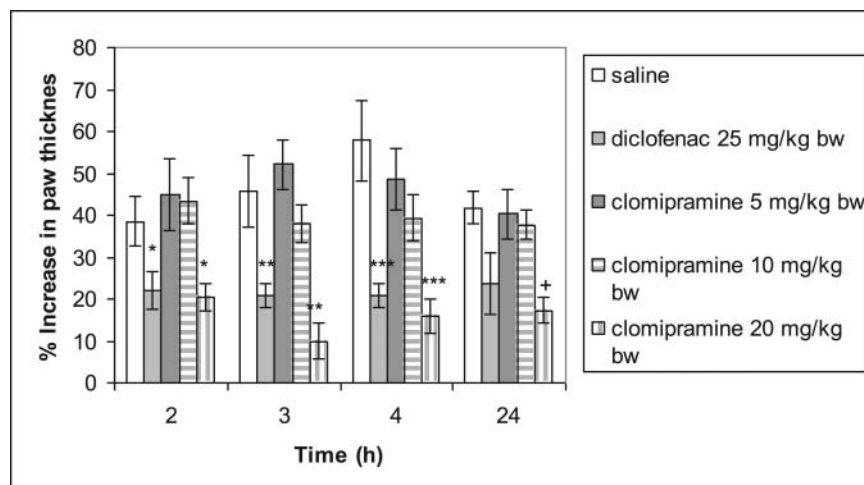 % Increase in paw thicknes
80
70
60
50
40
30
20
10
0
*
*
**
**
***
***
+
2
3
4
24
Time (h)
saline
diclofenac 25 mg/kg bw
clomipramine 5 mg/kg bw
clomipramine 10 mg/kg
bw
clomipramine 20 mg/kg
bw